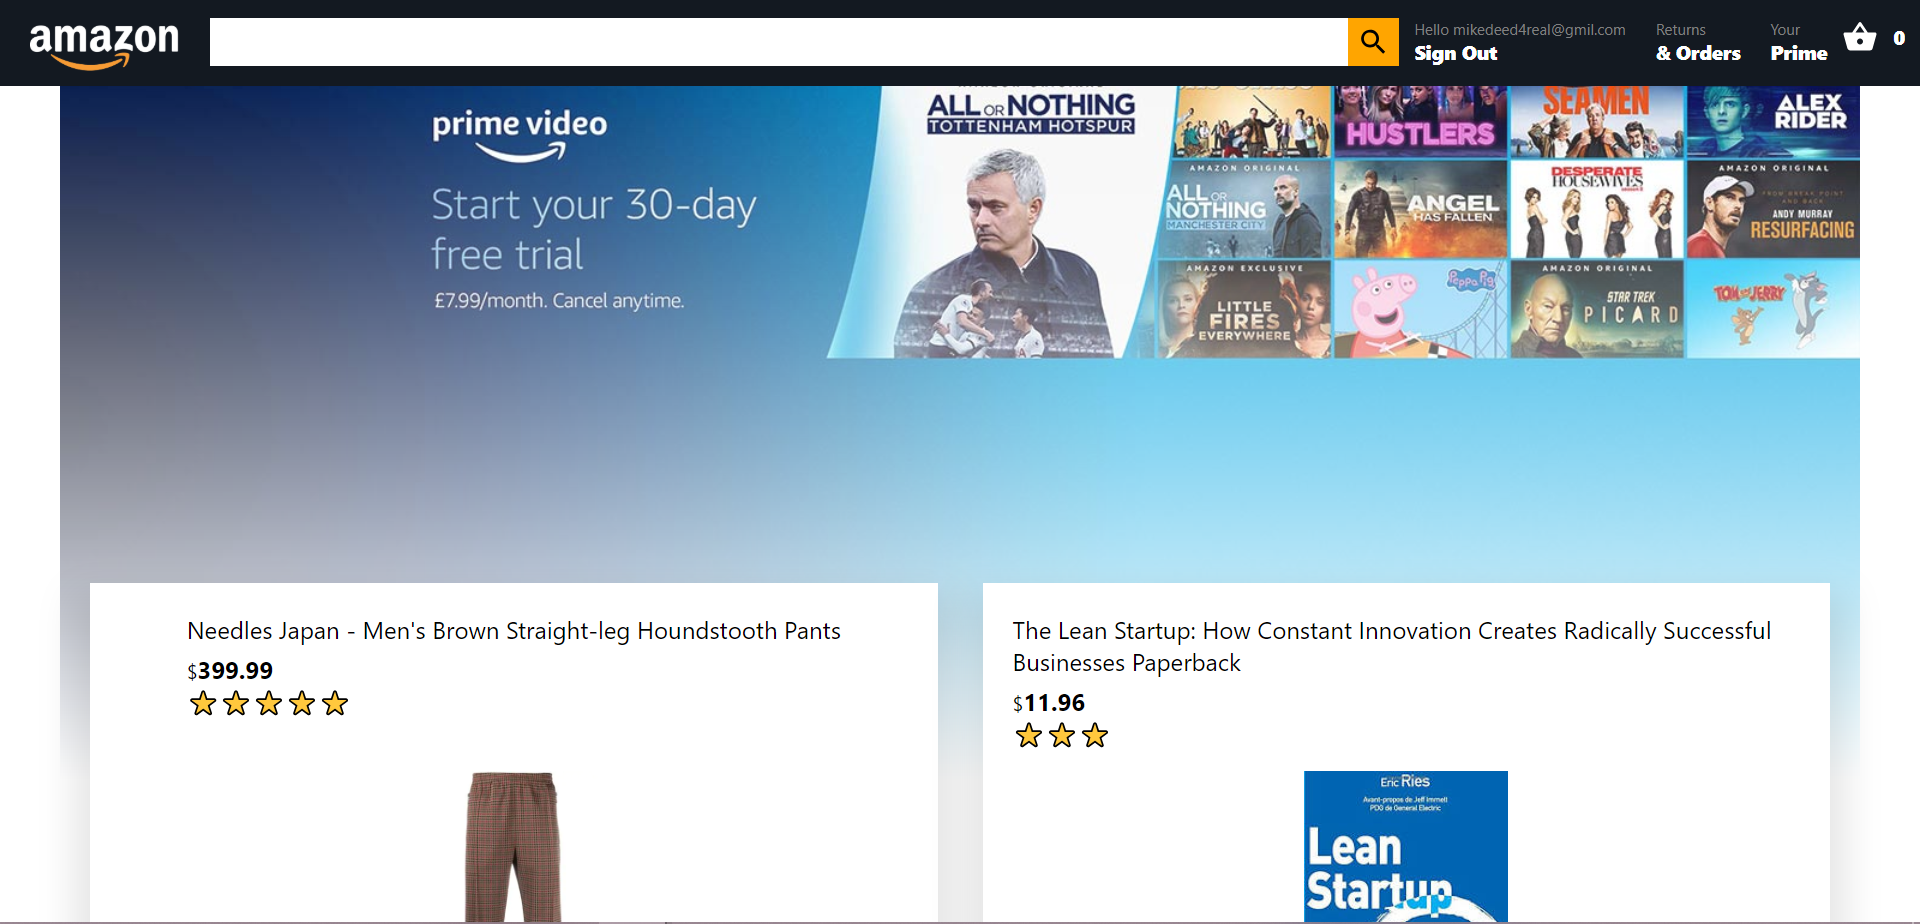 amazon
Hello mikedeed4real@gmil.com
Sign Out
Returns
& Orders
Your
Prime
0
prime video
Start your 30-day
free trial
£7.99/month. Cancel anytime.
ALL OR NOTHING
TOTTENHAM HOTSPUR
HUSTLERS
SEAMEN
ALEX
RIDER
AMAZON ORIGINAL
ALL OR
NOTHING
MANCHESTER CITY
ANGEL
HAS FALLEN
DESPERATE
HOUSEWIVES
AMAZON ORIGINAL
FROM BREAK POINT
AND BACK
ANDY MURRAY
RESURFACING
AMAZON EXCLUSIVE
LITTLE
FIRES
EVERYWHERE
Peppa Pig
AMAZON ORIGINAL
STAR TREK
PICARD
TOM and JERRY
Needles Japan - Men's Brown Straight-leg Houndstooth Pants
$399.99
The Lean Startup: How Constant Innovation Creates Radically Successful
Businesses Paperback
$11.96
Eric Ries
Avant-propos de Jeff Immelt
PDG de General Electric
Lean
Startup